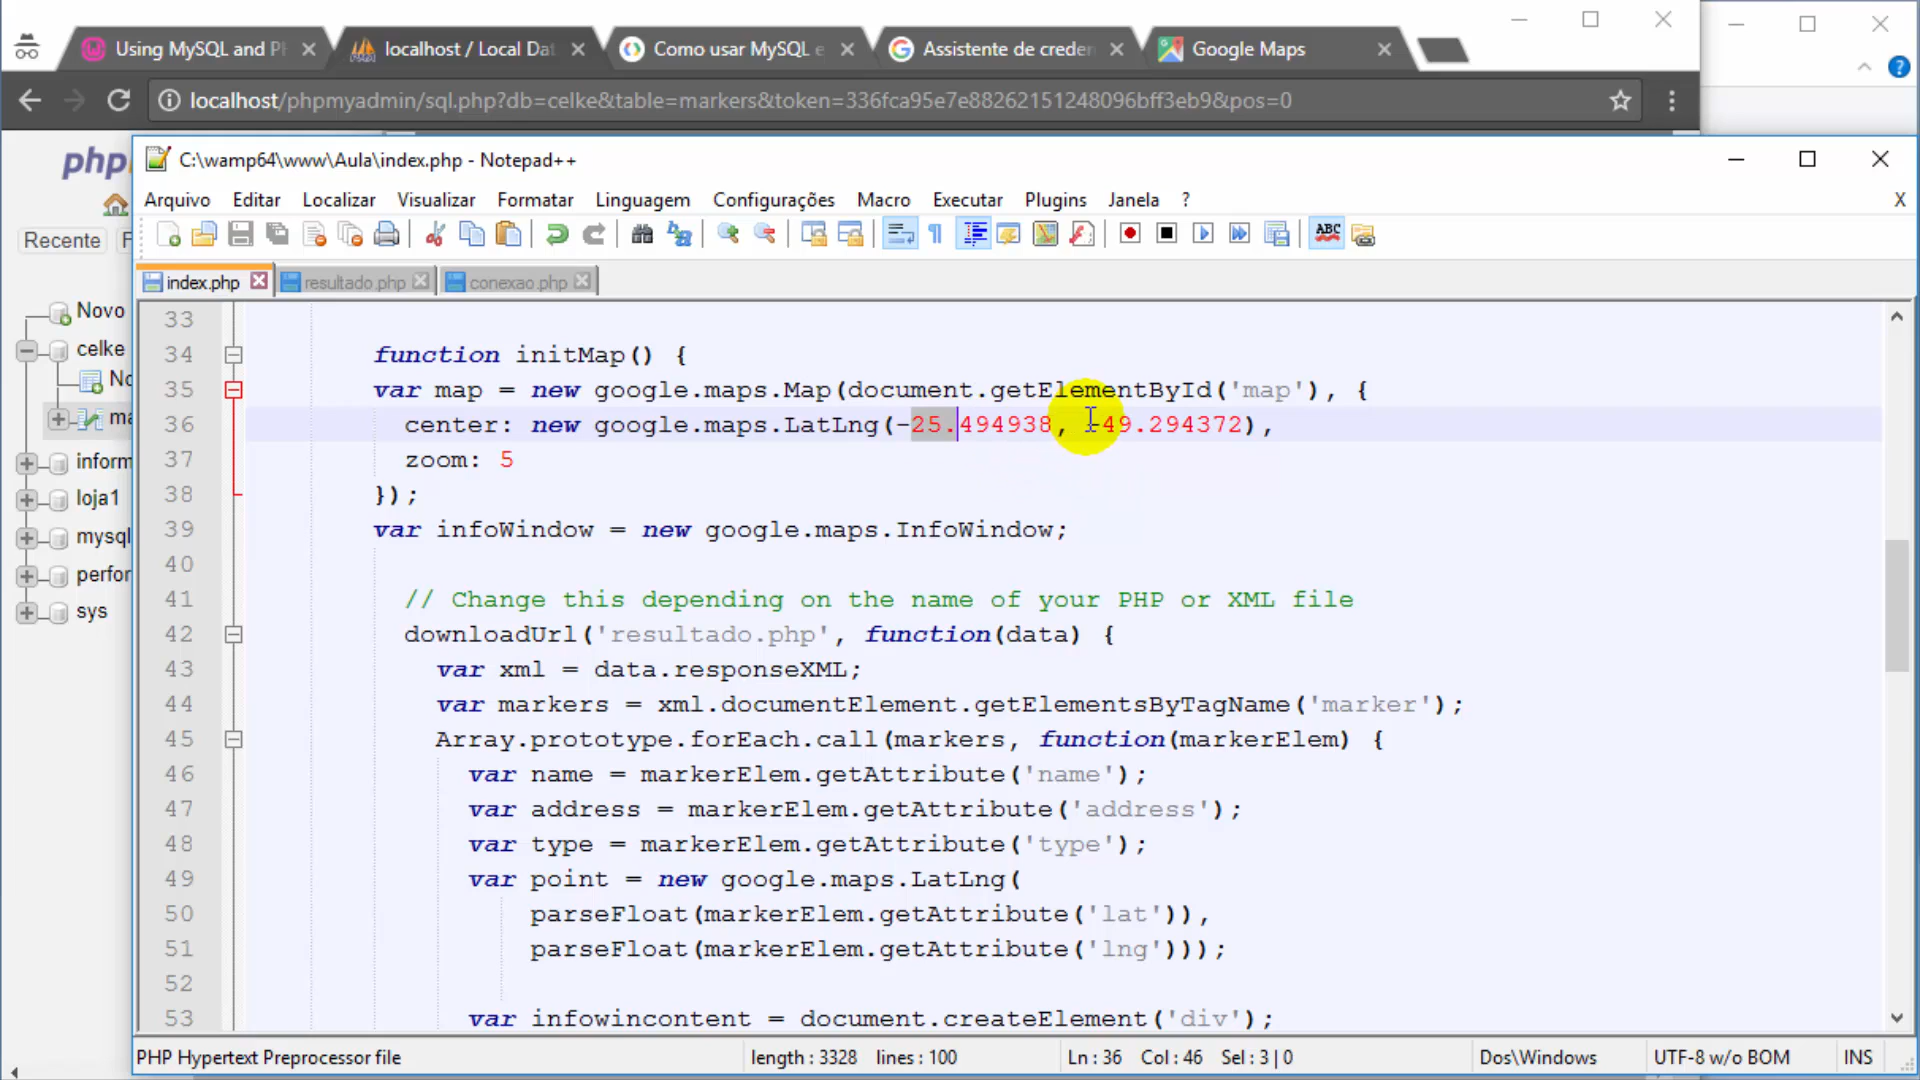 Using MySQL and P
localhost / Local Da
Como usar MySQL e
Assistente de crede
Google Maps
localhost/phpmyadmin/sql.php?db=celke&table=markers&token=336fca95e7e88262151248096bff3eb9&pos=0
php
Recente
F
Novo
celke
No
ma
inform
loja1
mysql
perfor
sys
C:\wamp64\www\Aula\index.php - Notepad++
Arquivo Editar Localizar Visualizar Formatar Linguagem Configurações Macro Executar Plugins Janela ? X
ABC
index.php resultado.php conexao.php
33
34 function initMap() {
35 var map = new google.maps.Map(document.getElementById('map'), {
36 center: new google.maps.LatLng(-25.494938, -49.294372),
37 zoom: 5
38 });
39 var infoWindow = new google.maps.InfoWindow;
40
41 // Change this depending on the name of your PHP or XML file
42 downloadUrl('resultado.php', function(data) {
43 var xml = data.responseXML;
44 var markers = xml.documentElement.getElementsByTagName('marker');
45 Array.prototype.forEach.call(markers, function(markerElem) {
46 var name = markerElem.getAttribute('name');
47 var address = markerElem.getAttribute('address');
48 var type = markerElem.getAttribute('type');
49 var point = new google.maps.LatLng(
50 parseFloat(markerElem.getAttribute('lat')),
51 parseFloat(markerElem.getAttribute('lng')));
52
53 var infowincontent = document.createElement('div');
PHP Hypertext Preprocessor file length : 3328 lines : 100 Ln : 36 Col : 46 Sel : 3 | 0 Dos\Windows UTF-8 w/o BOM INS